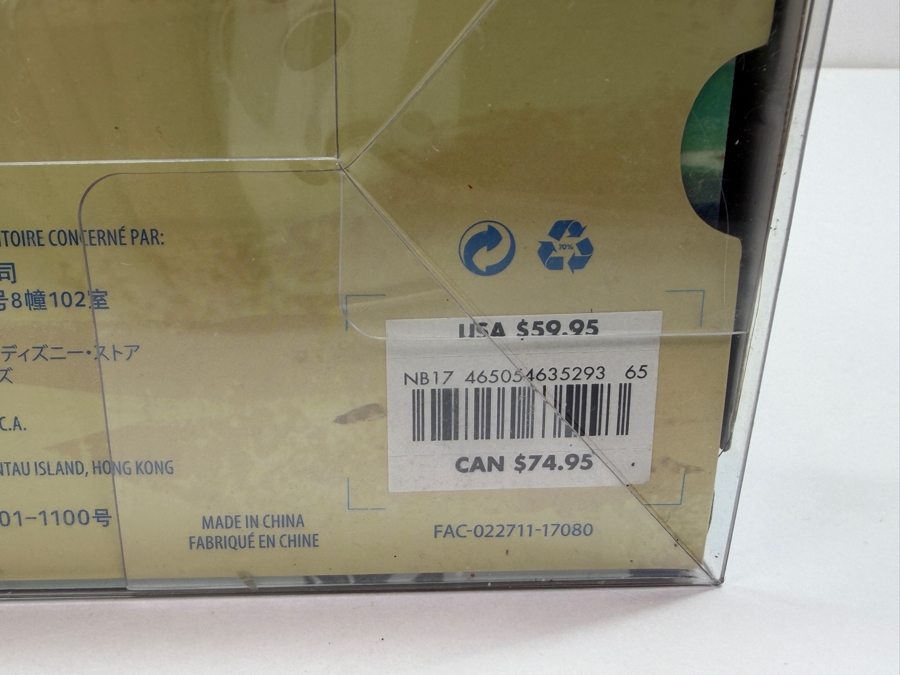 TOIRE CONCERNÉ PAR:
司
号8幢102室
ディズニー・ストア
ズ
C.A.
NTAU ISLAND, HONG KONG
01-1100号
MADE IN CHINA
FABRIQUÉ EN CHINE
70%
USA $59.95
NB17 465054635293 65
CAN $74.95
FAC-022711-17080